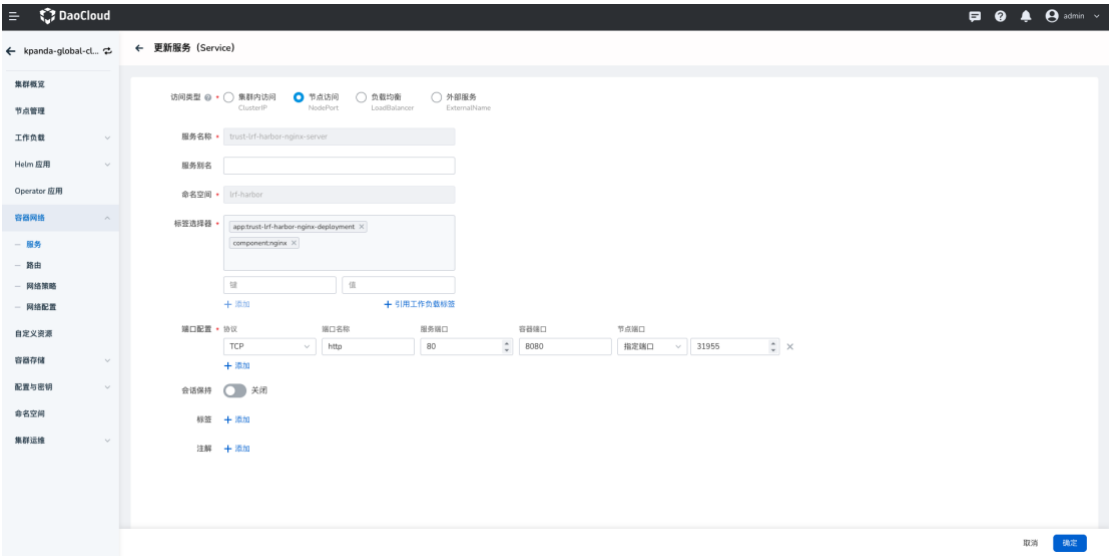 DaoCloud
admin
kpanda-global-cl...
更新服务（Service）
集群概览
节点管理
工作负载
Helm 应用
Operator 应用
容器网络
服务
路由
网络策略
网络配置
自定义资源
容器存储
配置与密钥
命名空间
集群运维
访问类型 * 集群内访问 节点访问 负载均衡 外部服务
ClusterIP NodePort LoadBalancer ExternalName
服务名称 * trust-lrf-harbor-nginx-server
服务别名
命名空间 * lrf-harbor
标签选择器 * app:trust-lrf-harbor-nginx-deployment ×
component:nginx ×
键 值
+ 添加 + 引用工作负载标签
端口配置 * 协议 端口名称 服务端口 容器端口 节点端口
TCP http 80 8080 指定端口 31955 ×
+ 添加
会话保持 关闭
标签 + 添加
注解 + 添加
取消 确定